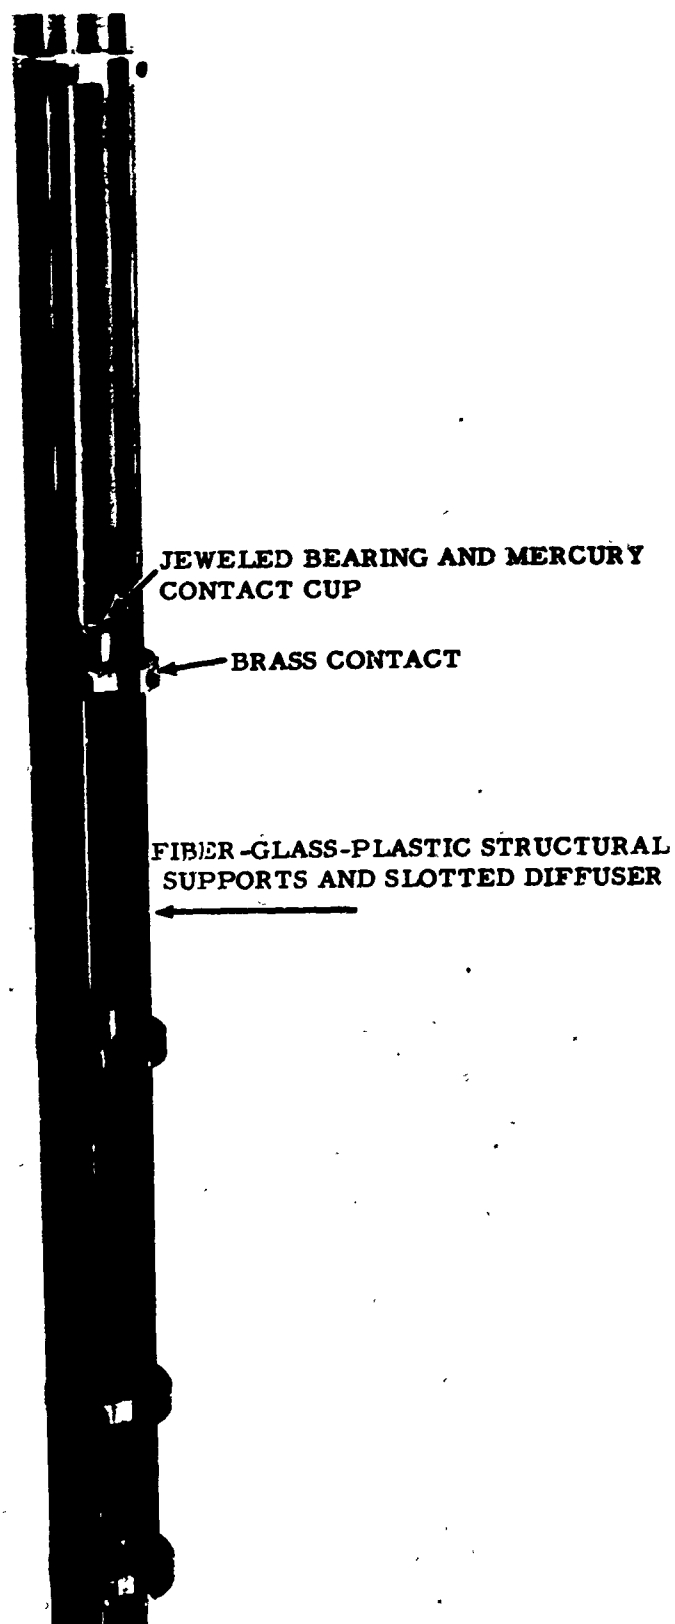 JEWELED BEARING AND MERCURY
CONTACT CUP
BRASS CONTACT
FIBER-GLASS-PLASTIC STRUCTURAL
SUPPORTS AND SLOTTED DIFFUSER